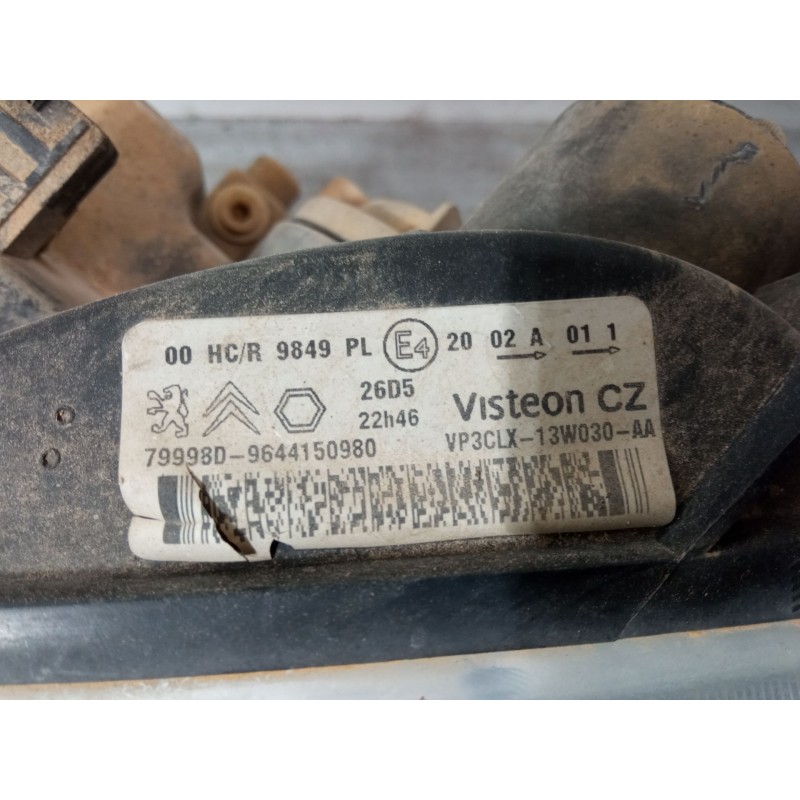 00 HC/R 9849 PL E4 20 02 A 01 1
26D5
22h46
Visteon CZ
79998D-9644150980
VP3CLX-13W030-AA